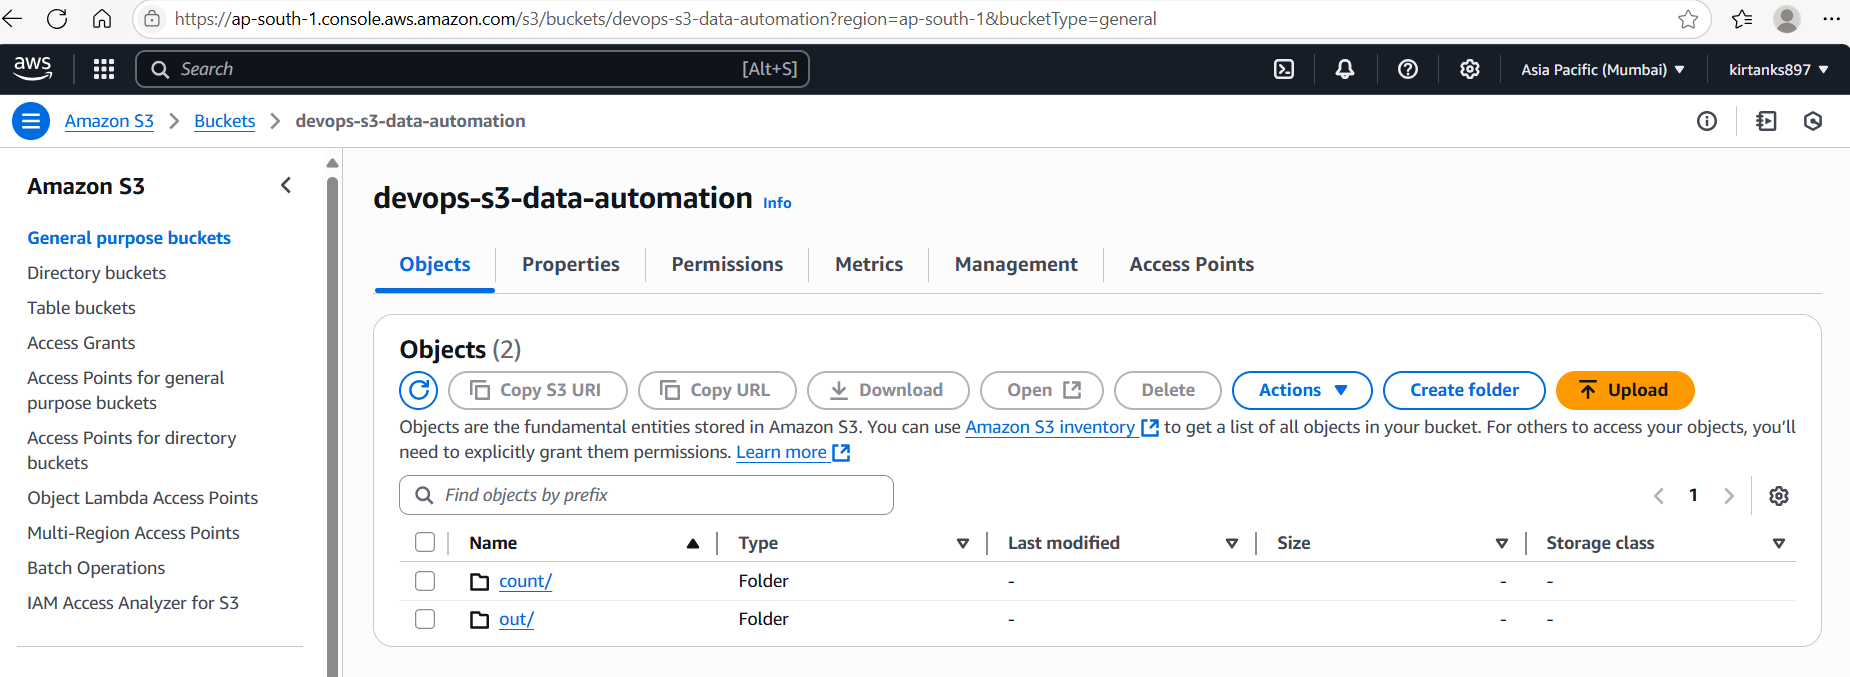 https://ap-south-1.console.aws.amazon.com/s3/buckets/devops-s3-data-automation?region=ap-south-1&bucketType=general
aws
Search
[Alt+S]
Asia Pacific (Mumbai)
kirtanks897
Amazon S3
Buckets
devops-s3-data-automation
Amazon S3
General purpose buckets
Directory buckets
Table buckets
Access Grants
Access Points for general
purpose buckets
Access Points for directory
buckets
Object Lambda Access Points
Multi-Region Access Points
Batch Operations
IAM Access Analyzer for S3
devops-s3-data-automation Info
Objects Properties Permissions Metrics Management Access Points
Objects (2)
Copy S3 URI Copy URL Download Open Delete Actions Create folder Upload
Objects are the fundamental entities stored in Amazon S3. You can use Amazon S3 inventory to get a list of all objects in your bucket. For others to access your objects, you’ll
need to explicitly grant them permissions. Learn more
Find objects by prefix
1
Name Type Last modified Size Storage class
count/ Folder - - -
out/ Folder - - -